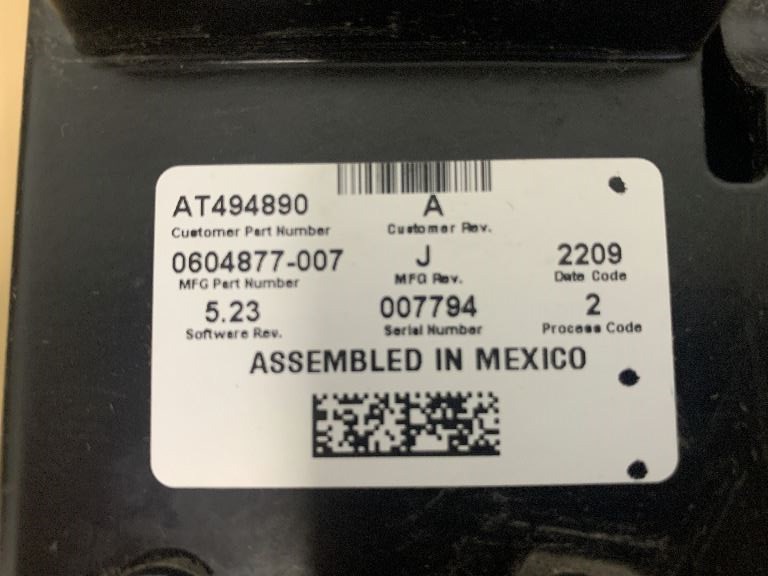 AT494890 A
Customer Part Number Customer Rev.
0604877-007 J 2209
MFG Part Number MFG Rev. Date Code
5.23 007794 2
Software Rev. Serial Number Process Code
ASSEMBLED IN MEXICO